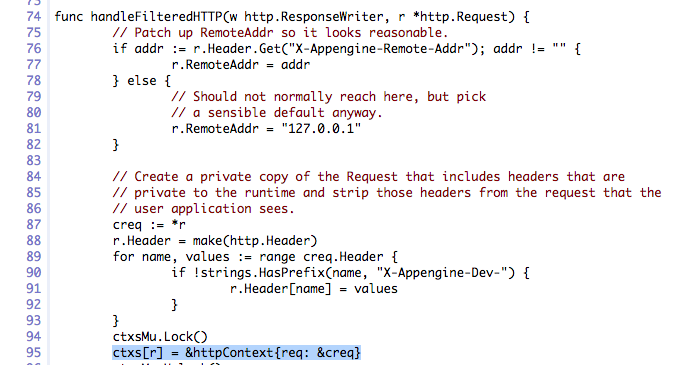 74 func handleFilteredHTTP(w http.ResponseWriter, r *http.Request) {
75 // Patch up RemoteAddr so it looks reasonable.
76 if addr := r.Header.Get("X-Appengine-Remote-Addr"); addr != "" {
77 r.RemoteAddr = addr
78 } else {
79 // Should not normally reach here, but pick
80 // a sensible default anyway.
81 r.RemoteAddr = "127.0.0.1"
82 }
83
84 // Create a private copy of the Request that includes headers that are
85 // private to the runtime and strip those headers from the request that the
86 // user application sees.
87 creq := *r
88 r.Header = make(http.Header)
89 for name, values := range creq.Header {
90 if !strings.HasPrefix(name, "X-Appengine-Dev-") {
91 r.Header[name] = values
92 }
93 }
94 ctxsMu.Lock()
95 ctxs[r] = &httpContext{req: &creq}